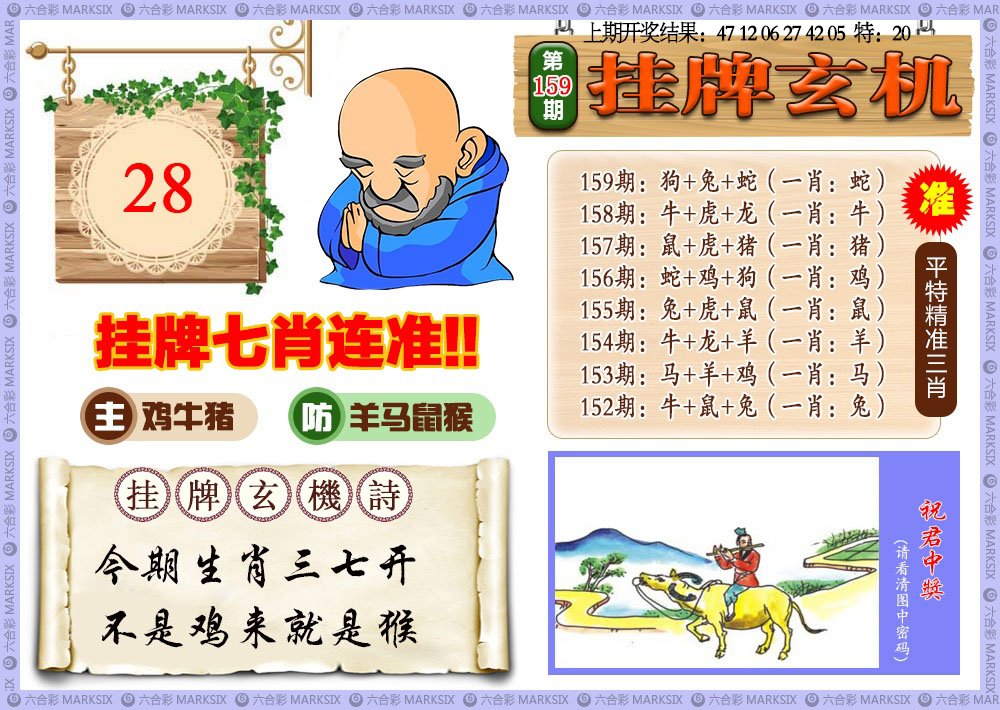 六合彩 MARKSIX
上期开奖结果：47 12 06 27 42 05 特：20
第
159
期
挂牌玄机
28
159期：狗+兔+蛇（一肖：蛇）
158期：牛+虎+龙（一肖：牛）
157期：鼠+虎+猪（一肖：猪）
156期：蛇+鸡+狗（一肖：鸡）
155期：兔+虎+鼠（一肖：鼠）
154期：牛+龙+羊（一肖：羊）
153期：马+羊+鸡（一肖：马）
152期：牛+鼠+兔（一肖：兔）
准
平特精准三肖
挂牌七肖连准!!
主 鸡牛猪
防 羊马鼠猴
挂牌玄機詩
今期生肖三七开
不是鸡来就是猴
祝君中獎
（请看清图中密码）